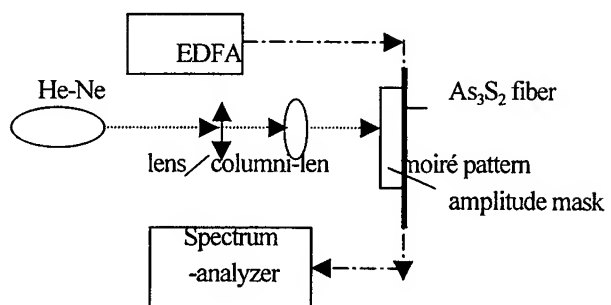 EDFA
He-Ne
As₃S₂ fiber
lens columni-len
moiré pattern
amplitude mask
Spectrum
-analyzer